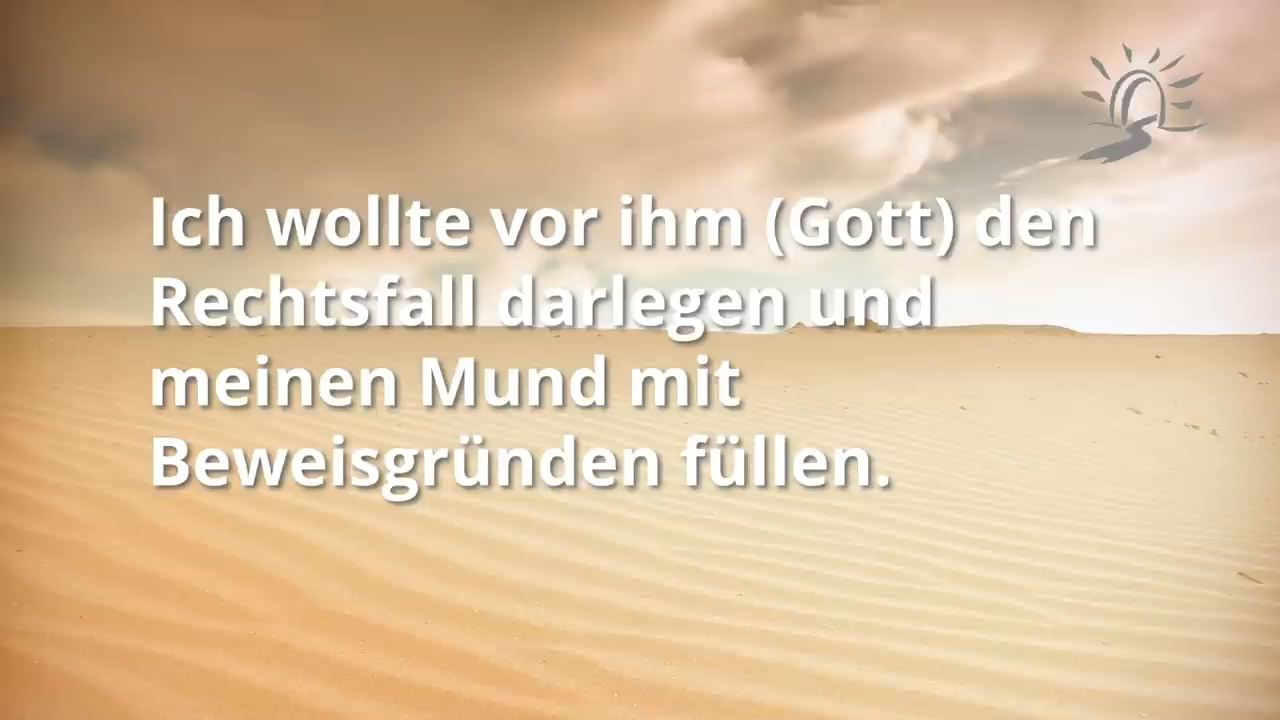 Ich wollte vor ihm (Gott) den
Rechtsfall darlegen und
meinen Mund mit
Beweisgründen füllen.